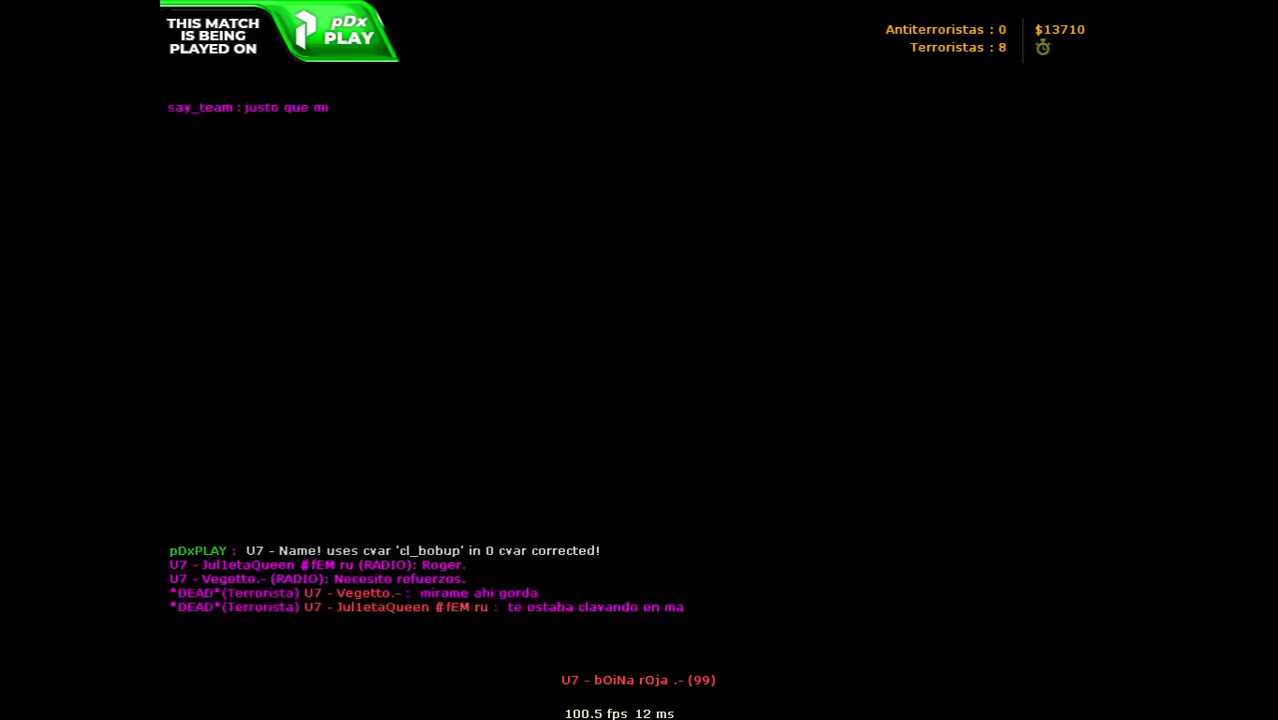 THIS MATCH
IS BEING
PLAYED ON
pDx
PLAY
Antiterroristas : 0
Terroristas : 8
$13710
say_team : justo que mi
pDxPLAY : U7 - Name! uses cvar 'cl_bobup' in 0 cvar corrected!
U7 - Jul1etaQueen #fEM ru (RADIO): Roger.
U7 - Vegetto.- (RADIO): Necesito refuerzos.
*DEAD*(Terrorista) U7 - Vegetto.- : mirame ahi gorda
*DEAD*(Terrorista) U7 - Jul1etaQueen #fEM ru : te estaba clavando en ma
U7 - bOiNa rOja .- (99)
100.5 fps 12 ms